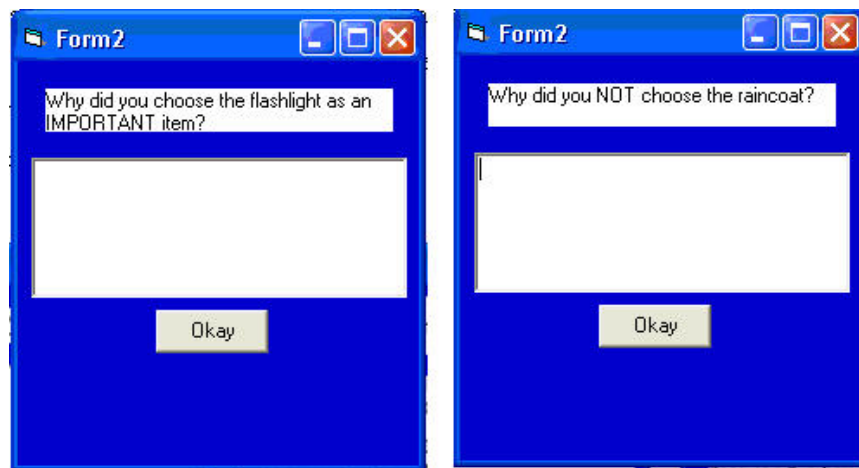 Form2
Why did you choose the flashlight as an
IMPORTANT item?
Okay
Form2
Why did you NOT choose the raincoat?
Okay